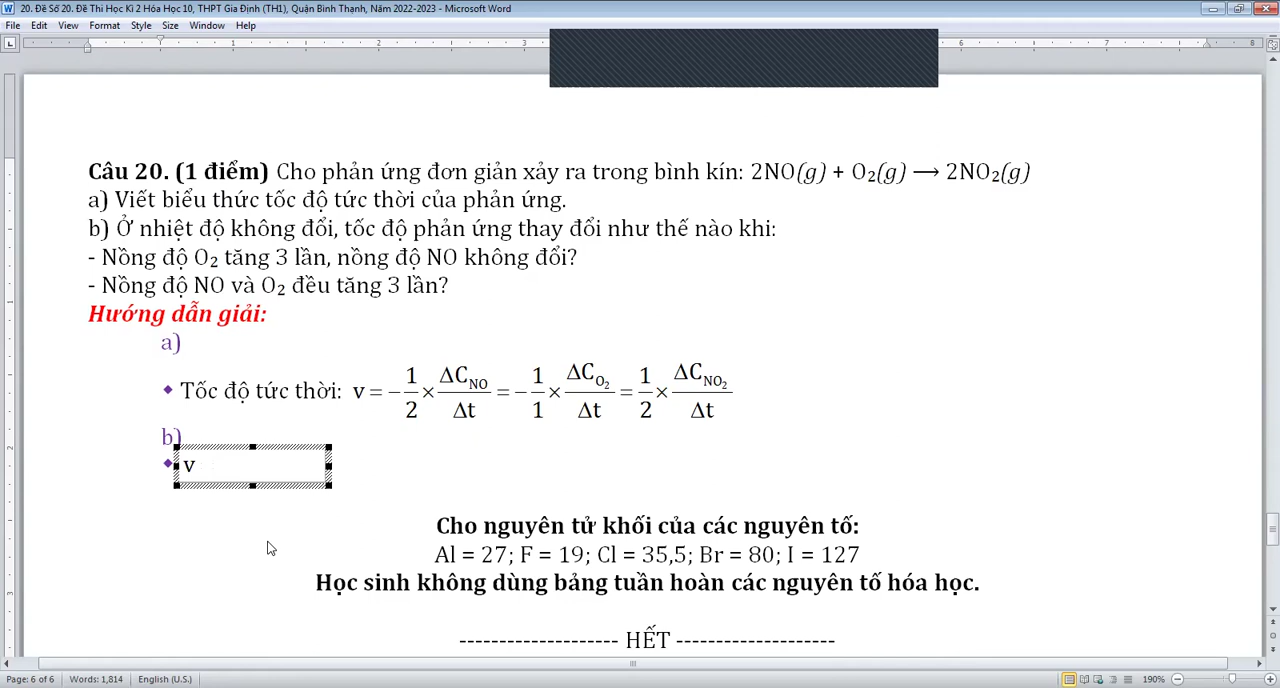 20. Đề Số 20. Đề Thi Học Kì 2 Hóa Học 10, THPT Gia Định (TH1), Quận Bình Thạnh, Năm 2022-2023 - Microsoft Word
File Edit View Format Style Size Window Help
1 2 3 6 7 8
Câu 20. (1 điểm) Cho phản ứng đơn giản xảy ra trong bình kín: 2NO(g) + O₂(g) ⟶ 2NO₂(g)
a) Viết biểu thức tốc độ tức thời của phản ứng.
b) Ở nhiệt độ không đổi, tốc độ phản ứng thay đổi như thế nào khi:
- Nồng độ O₂ tăng 3 lần, nồng độ NO không đổi?
- Nồng độ NO và O₂ đều tăng 3 lần?
Hướng dẫn giải:
a)
Tốc độ tức thời: v = −1/2 × ΔC_NO/Δt = −1/1 × ΔC_O₂/Δt = 1/2 × ΔC_NO₂/Δt
b)
v
Cho nguyên tử khối của các nguyên tố:
Al = 27; F = 19; Cl = 35,5; Br = 80; I = 127
Học sinh không dùng bảng tuần hoàn các nguyên tố hóa học.
------------------- HẾT -------------------
Page: 6 of 6 Words: 1,814 English (U.S.) 190%